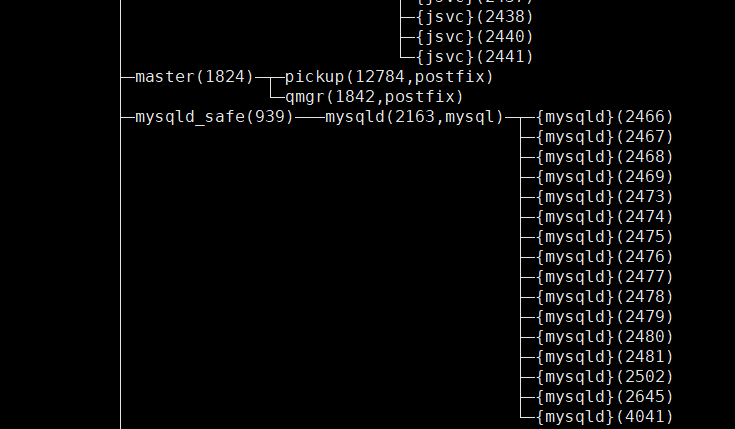 {jsvc}(2437)
{jsvc}(2438)
{jsvc}(2440)
{jsvc}(2441)
master(1824) pickup(12784,postfix)
qmgr(1842,postfix)
mysqld_safe(939) mysqld(2163,mysql) {mysqld}(2466)
{mysqld}(2467)
{mysqld}(2468)
{mysqld}(2469)
{mysqld}(2473)
{mysqld}(2474)
{mysqld}(2475)
{mysqld}(2476)
{mysqld}(2477)
{mysqld}(2478)
{mysqld}(2479)
{mysqld}(2480)
{mysqld}(2481)
{mysqld}(2502)
{mysqld}(2645)
{mysqld}(4041)